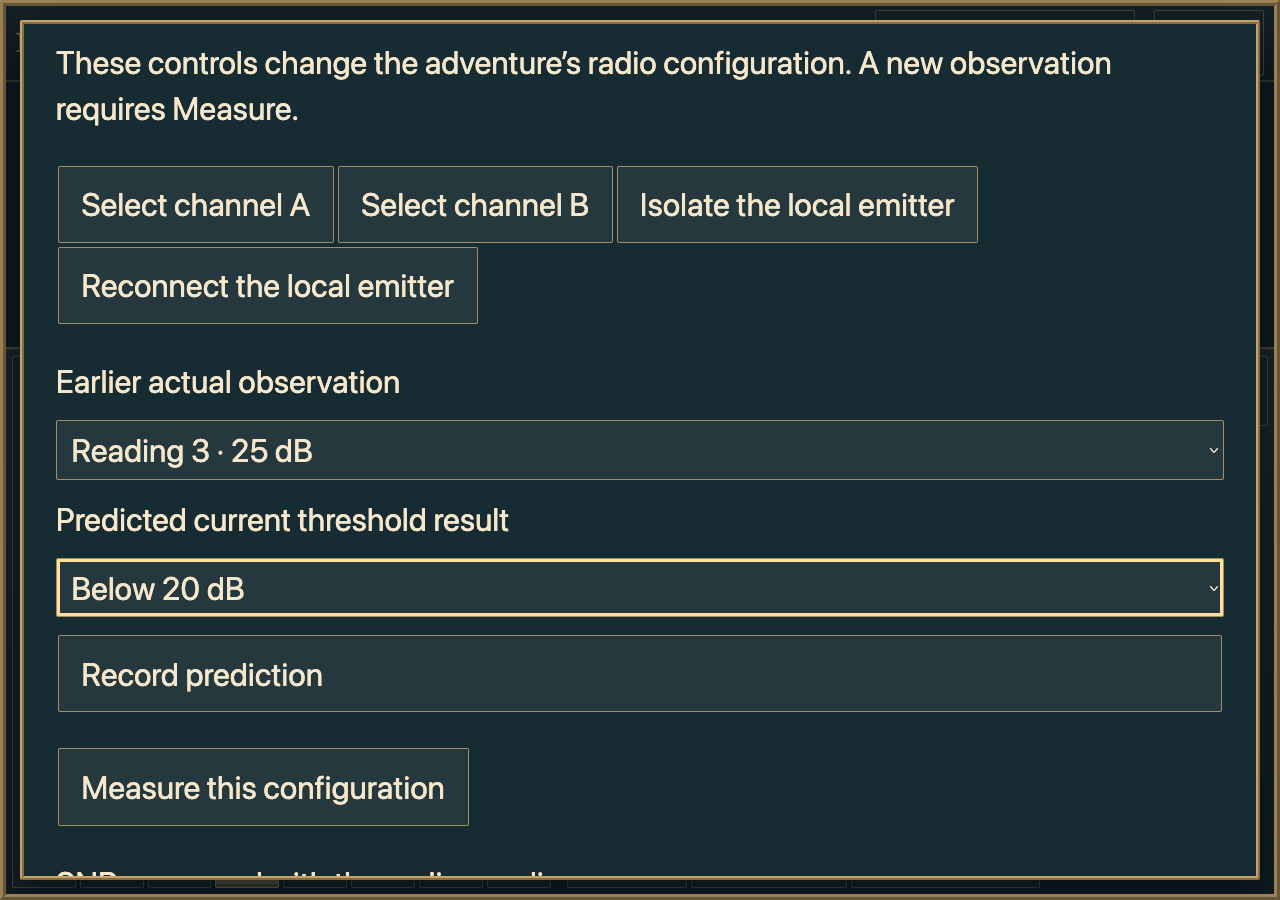 These controls change the adventure’s radio configuration. A new observation
requires Measure.
Select channel A
Select channel B
Isolate the local emitter
Reconnect the local emitter
Earlier actual observation
Reading 3 · 25 dB
Predicted current threshold result
Below 20 dB
Record prediction
Measure this configuration